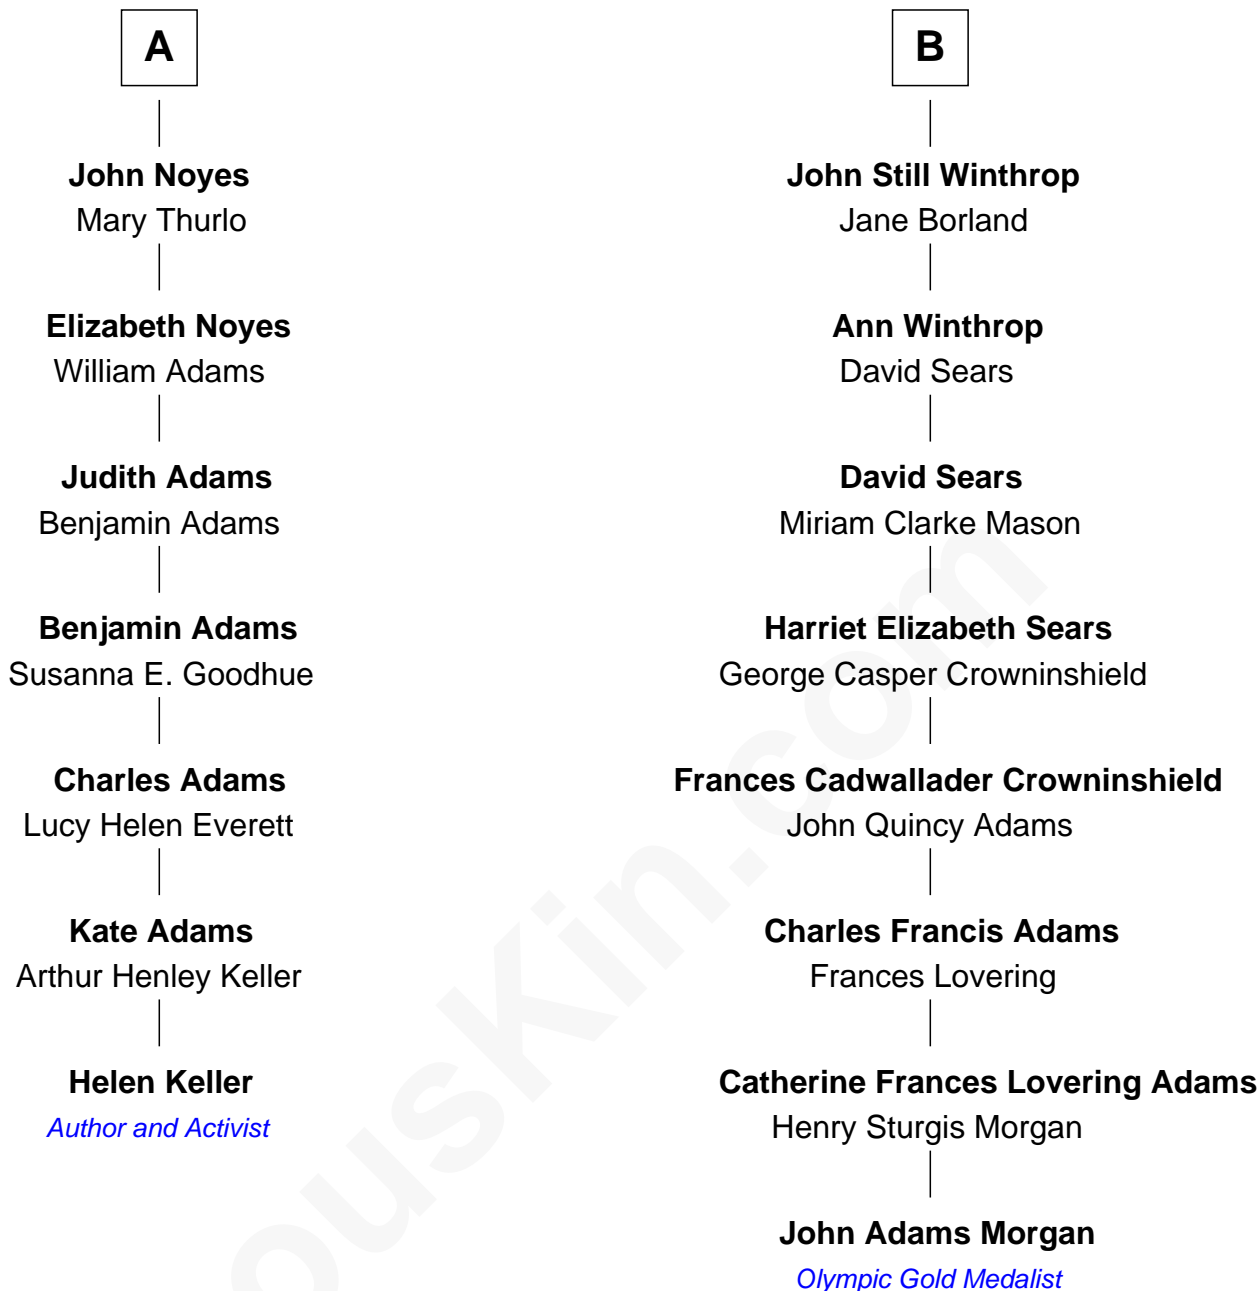 A
John Noyes
Mary Thurlo
Elizabeth Noyes
William Adams
Judith Adams
Benjamin Adams
Benjamin Adams
Susanna E. Goodhue
Charles Adams
Lucy Helen Everett
Kate Adams
Arthur Henley Keller
Helen Keller
Author and Activist
B
John Still Winthrop
Jane Borland
Ann Winthrop
David Sears
David Sears
Miriam Clarke Mason
Harriet Elizabeth Sears
George Casper Crowninshield
Frances Cadwallader Crowninshield
John Quincy Adams
Charles Francis Adams
Frances Lovering
Catherine Frances Lovering Adams
Henry Sturgis Morgan
John Adams Morgan
Olympic Gold Medalist
ousKin.com